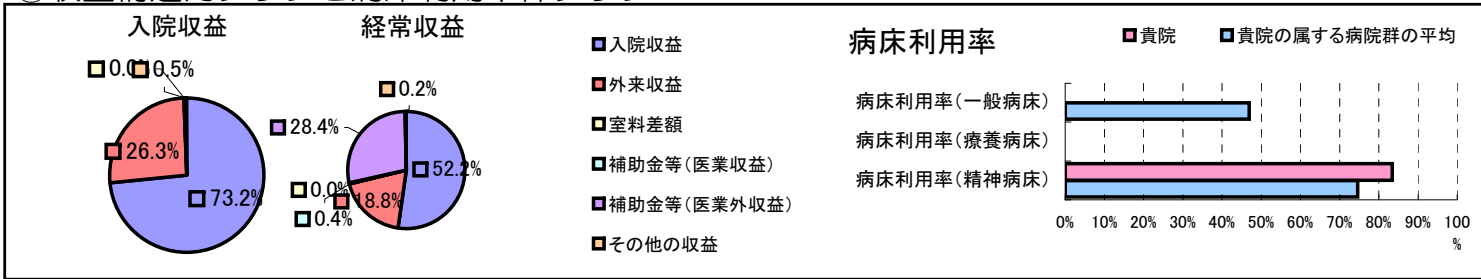 入院収益
0.0%
0.5%
26.3%
73.2%
経常収益
0.2%
28.4%
52.2%
0.0%
18.8%
0.4%
入院収益
外来収益
室料差額
補助金等(医業収益)
補助金等(医業外収益)
その他の収益
病床利用率
貴院
貴院の属する病院群の平均
病床利用率(一般病床)
病床利用率(療養病床)
病床利用率(精神病床)
0% 10% 20% 30% 40% 50% 60% 70% 80% 90% 100
%